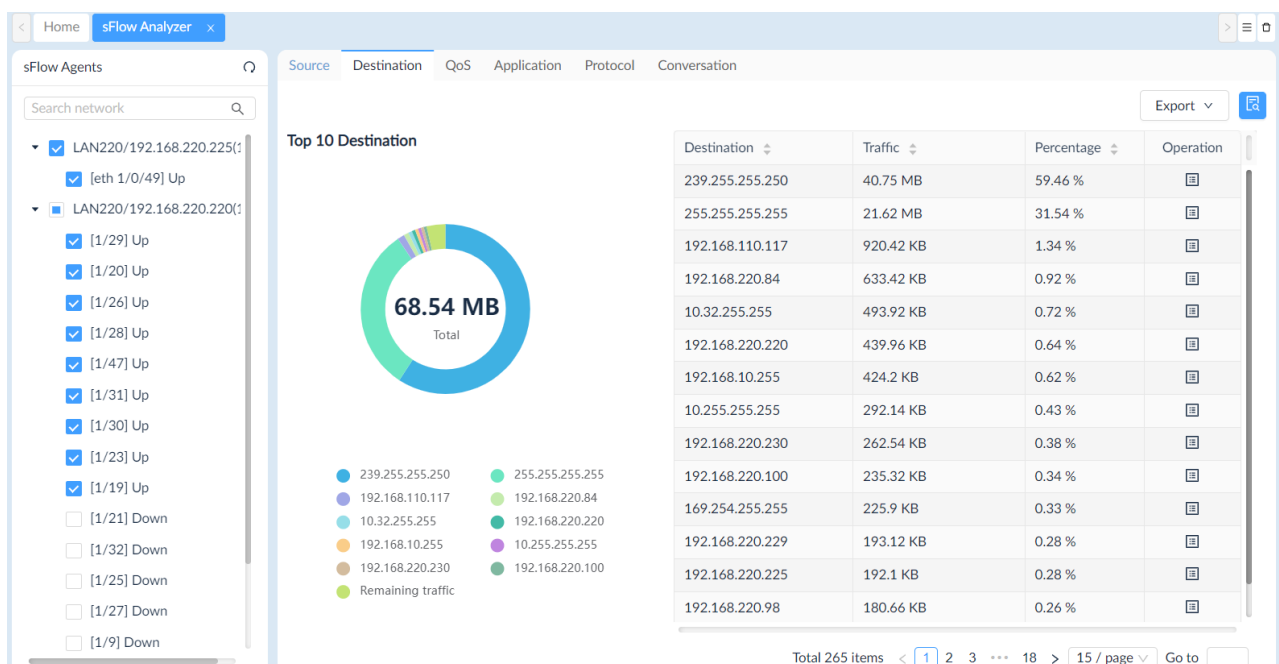 Home
sFlow Analyzer
sFlow Agents
Search network
LAN220/192.168.220.225(1
[eth 1/0/49] Up
LAN220/192.168.220.220(1
[1/29] Up
[1/20] Up
[1/26] Up
[1/28] Up
[1/47] Up
[1/31] Up
[1/30] Up
[1/23] Up
[1/19] Up
[1/21] Down
[1/32] Down
[1/25] Down
[1/27] Down
[1/9] Down
Source Destination QoS Application Protocol Conversation
Export
Top 10 Destination
68.54 MB
Total
239.255.255.250 255.255.255.255
192.168.110.117 192.168.220.84
10.32.255.255 192.168.220.220
192.168.10.255 10.255.255.255
192.168.220.230 192.168.220.100
Remaining traffic
Destination Traffic Percentage Operation
239.255.255.250 40.75 MB 59.46 %
255.255.255.255 21.62 MB 31.54 %
192.168.110.117 920.42 KB 1.34 %
192.168.220.84 633.42 KB 0.92 %
10.32.255.255 493.92 KB 0.72 %
192.168.220.220 439.96 KB 0.64 %
192.168.10.255 424.2 KB 0.62 %
10.255.255.255 292.14 KB 0.43 %
192.168.220.230 262.54 KB 0.38 %
192.168.220.100 235.32 KB 0.34 %
169.254.255.255 225.9 KB 0.33 %
192.168.220.229 193.12 KB 0.28 %
192.168.220.225 192.1 KB 0.28 %
192.168.220.98 180.66 KB 0.26 %
Total 265 items < 1 2 3 ••• 18 > 15 / page Go to